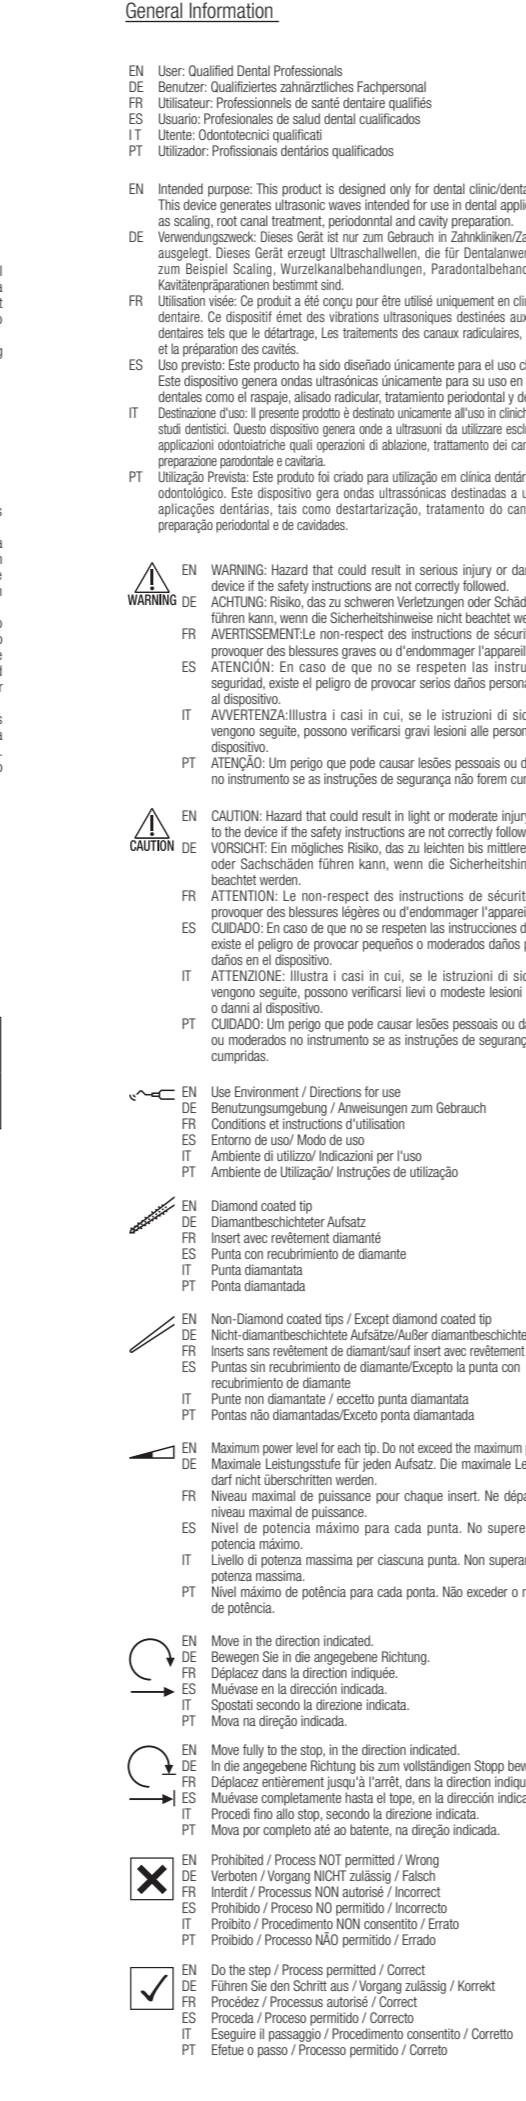 General Information
EN User: Qualified Dental Professionals
DE Benutzer: Qualifiziertes zahnärztliches Fachpersonal
FR Utilisateur: Professionnels de santé dentaire qualifiés
ES Usuario: Profesionales de salud dental cualificados
I T Utente: Odontotecnici qualificati
PT Utilizador: Profissionais dentários qualificados
EN Intended purpose: This product is designed only for dental clinic/denta
This device generates ultrasonic waves intended for use in dental applic
as scaling, root canal treatment, periodonntal and cavity preparation.
DE Verwendungszweck: Dieses Gerät ist nur zum Gebrauch in Zahnkliniken/Za
ausgelegt. Dieses Gerät erzeugt Ultraschallwellen, die für Dentalanwen
zum Beispiel Scaling, Wurzelkanalbehandlungen, Paradontalbehand
Kavitätenpräparationen bestimmt sind.
FR Utilisation visée: Ce produit a été conçu pour être utilisé uniquement en clin
dentaire. Ce dispositif émet des vibrations ultrasoniques destinées aux
dentaires tels que le détartrage, Les traitements des canaux radiculaires,
et la préparation des cavités.
ES Uso previsto: Este producto ha sido diseñado únicamente para el uso cl
Este dispositivo genera ondas ultrasónicas únicamente para su uso en
dentales como el raspaje, alisado radicular, tratamiento periodontal y de
IT Destinazione d'uso: Il presente prodotto è destinato unicamente all'uso in clinich
studi dentistici. Questo dispositivo genera onde a ultrasuoni da utilizzare esclu
applicazioni odontoiatriche quali operazioni di ablazione, trattamento dei can
preparazione parodontale e cavitaria.
PT Utilização Prevista: Este produto foi criado para utilização em clínica dentár
odontológico. Este dispositivo gera ondas ultrassónicas destinadas a u
aplicações dentárias, tais como destartarização, tratamento do can
preparação periodontal e de cavidades.
WARNING
EN WARNING: Hazard that could result in serious injury or dam
device if the safety instructions are not correctly followed.
DE ACHTUNG: Risiko, das zu schweren Verletzungen oder Schäd
führen kann, wenn die Sicherheitshinweise nicht beachtet we
FR AVERTISSEMENT:Le non-respect des instructions de sécurit
provoquer des blessures graves ou d'endommager l'appareil
ES ATENCIÓN: En caso de que no se respeten las instru
seguridad, existe el peligro de provocar serios daños persona
al dispositivo.
IT AVVERTENZA:Illustra i casi in cui, se le istruzioni di sic
vengono seguite, possono verificarsi gravi lesioni alle person
dispositivo.
PT ATENÇÃO: Um perigo que pode causar lesões pessoais ou d
no instrumento se as instruções de segurança não forem cum
CAUTION
EN CAUTION: Hazard that could result in light or moderate injury
to the device if the safety instructions are not correctly follow
DE VORSICHT: Ein mögliches Risiko, das zu leichten bis mittlere
oder Sachschäden führen kann, wenn die Sicherheitshin
beachtet werden.
FR ATTENTION: Le non-respect des instructions de sécurit
provoquer des blessures légères ou d'endommager l'appareil
ES CUIDADO: En caso de que no se respeten las instrucciones d
existe el peligro de provocar pequeños o moderados daños p
daños en el dispositivo.
IT ATTENZIONE: Illustra i casi in cui, se le istruzioni di sic
vengono seguite, possono verificarsi lievi o modeste lesioni
o danni al dispositivo.
PT CUIDADO: Um perigo que pode causar lesões pessoais ou da
ou moderados no instrumento se as instruções de seguranç
cumpridas.
EN Use Environment / Directions for use
DE Benutzungsumgebung / Anweisungen zum Gebrauch
FR Conditions et instructions d'utilisation
ES Entorno de uso/ Modo de uso
IT Ambiente di utilizzo/ Indicazioni per l'uso
PT Ambiente de Utilização/ Instruções de utilização
EN Diamond coated tip
DE Diamantbeschichteter Aufsatz
FR Insert avec revêtement diamanté
ES Punta con recubrimiento de diamante
IT Punta diamantata
PT Ponta diamantada
EN Non-Diamond coated tips / Except diamond coated tip
DE Nicht-diamantbeschichtete Aufsätze/Außer diamantbeschichte
FR Inserts sans revêtement de diamant/sauf insert avec revêtement
ES Puntas sin recubrimiento de diamante/Excepto la punta con
recubrimiento de diamante
IT Punte non diamantate / eccetto punta diamantata
PT Pontas não diamantadas/Exceto ponta diamantada
EN Maximum power level for each tip. Do not exceed the maximum p
DE Maximale Leistungsstufe für jeden Aufsatz. Die maximale Le
darf nicht überschritten werden.
FR Niveau maximal de puissance pour chaque insert. Ne dépa
niveau maximal de puissance.
ES Nivel de potencia máximo para cada punta. No supere
potencia máximo.
IT Livello di potenza massima per ciascuna punta. Non superar
potenza massima.
PT Nível máximo de potência para cada ponta. Não exceder o n
de potência.
EN Move in the direction indicated.
DE Bewegen Sie in die angegebene Richtung.
FR Déplacez dans la direction indiquée.
ES Muévase en la dirección indicada.
IT Spostati secondo la direzione indicata.
PT Mova na direção indicada.
EN Move fully to the stop, in the direction indicated.
DE In die angegebene Richtung bis zum vollständigen Stopp bew
FR Déplacez entièrement jusqu'à l'arrêt, dans la direction indiqu
ES Muévase completamente hasta el tope, en la dirección indica
IT Procedi fino allo stop, secondo la direzione indicata.
PT Mova por completo até ao batente, na direção indicada.
EN Prohibited / Process NOT permitted / Wrong
DE Verboten / Vorgang NICHT zulässig / Falsch
FR Interdit / Processus NON autorisé / Incorrect
ES Prohibido / Proceso NO permitido / Incorrecto
IT Proibito / Procedimento NON consentito / Errato
PT Proibido / Processo NÃO permitido / Errado
EN Do the step / Process permitted / Correct
DE Führen Sie den Schritt aus / Vorgang zulässig / Korrekt
FR Procédez / Processus autorisé / Correct
ES Proceda / Proceso permitido / Correcto
IT Eseguire il passaggio / Procedimento consentito / Corretto
PT Efetue o passo / Processo permitido / Correto